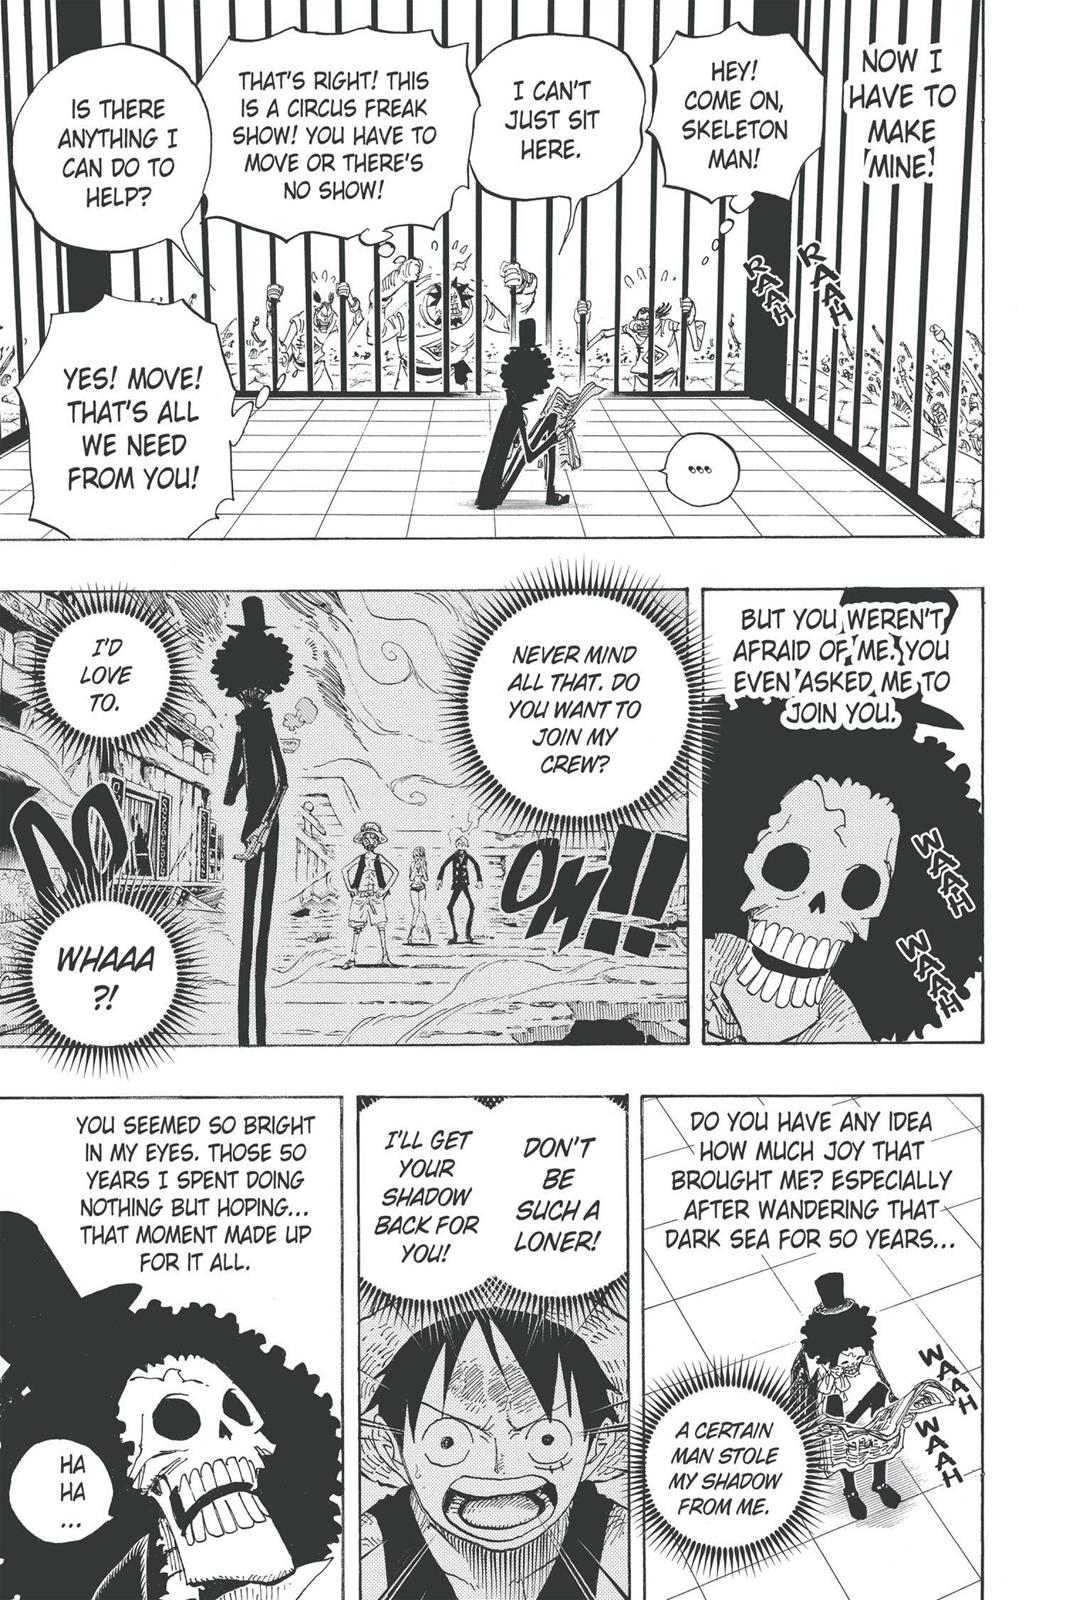 NOW I
HAVE TO
MAKE
MINE!
HEY!
COME ON,
SKELETON
MAN!
I CAN'T
JUST SIT
HERE.
THAT'S RIGHT! THIS
IS A CIRCUS FREAK
SHOW! YOU HAVE TO
MOVE OR THERE'S
NO SHOW!
IS THERE
ANYTHING I
CAN DO TO
HELP?
RAAH
RAAH
YES! MOVE!
THAT'S ALL
WE NEED
FROM YOU!
...
BUT YOU WEREN'T
AFRAID OF ME. YOU
EVEN ASKED ME TO
JOIN YOU.
WAAH
WAAH
NEVER MIND
ALL THAT. DO
YOU WANT TO
JOIN MY
CREW?
I'D
LOVE
TO.
DO
OM!!
WHAAA
?!
DO YOU HAVE ANY IDEA
HOW MUCH JOY THAT
BROUGHT ME? ESPECIALLY
AFTER WANDERING THAT
DARK SEA FOR 50 YEARS...
WAAH
WAAH
A CERTAIN
MAN STOLE
MY SHADOW
FROM ME.
DON'T
BE
SUCH A
LONER!
I'LL GET
YOUR
SHADOW
BACK FOR
YOU!
YOU SEEMED SO BRIGHT
IN MY EYES. THOSE 50
YEARS I SPENT DOING
NOTHING BUT HOPING...
THAT MOMENT MADE UP
FOR IT ALL.
HA
HA
...